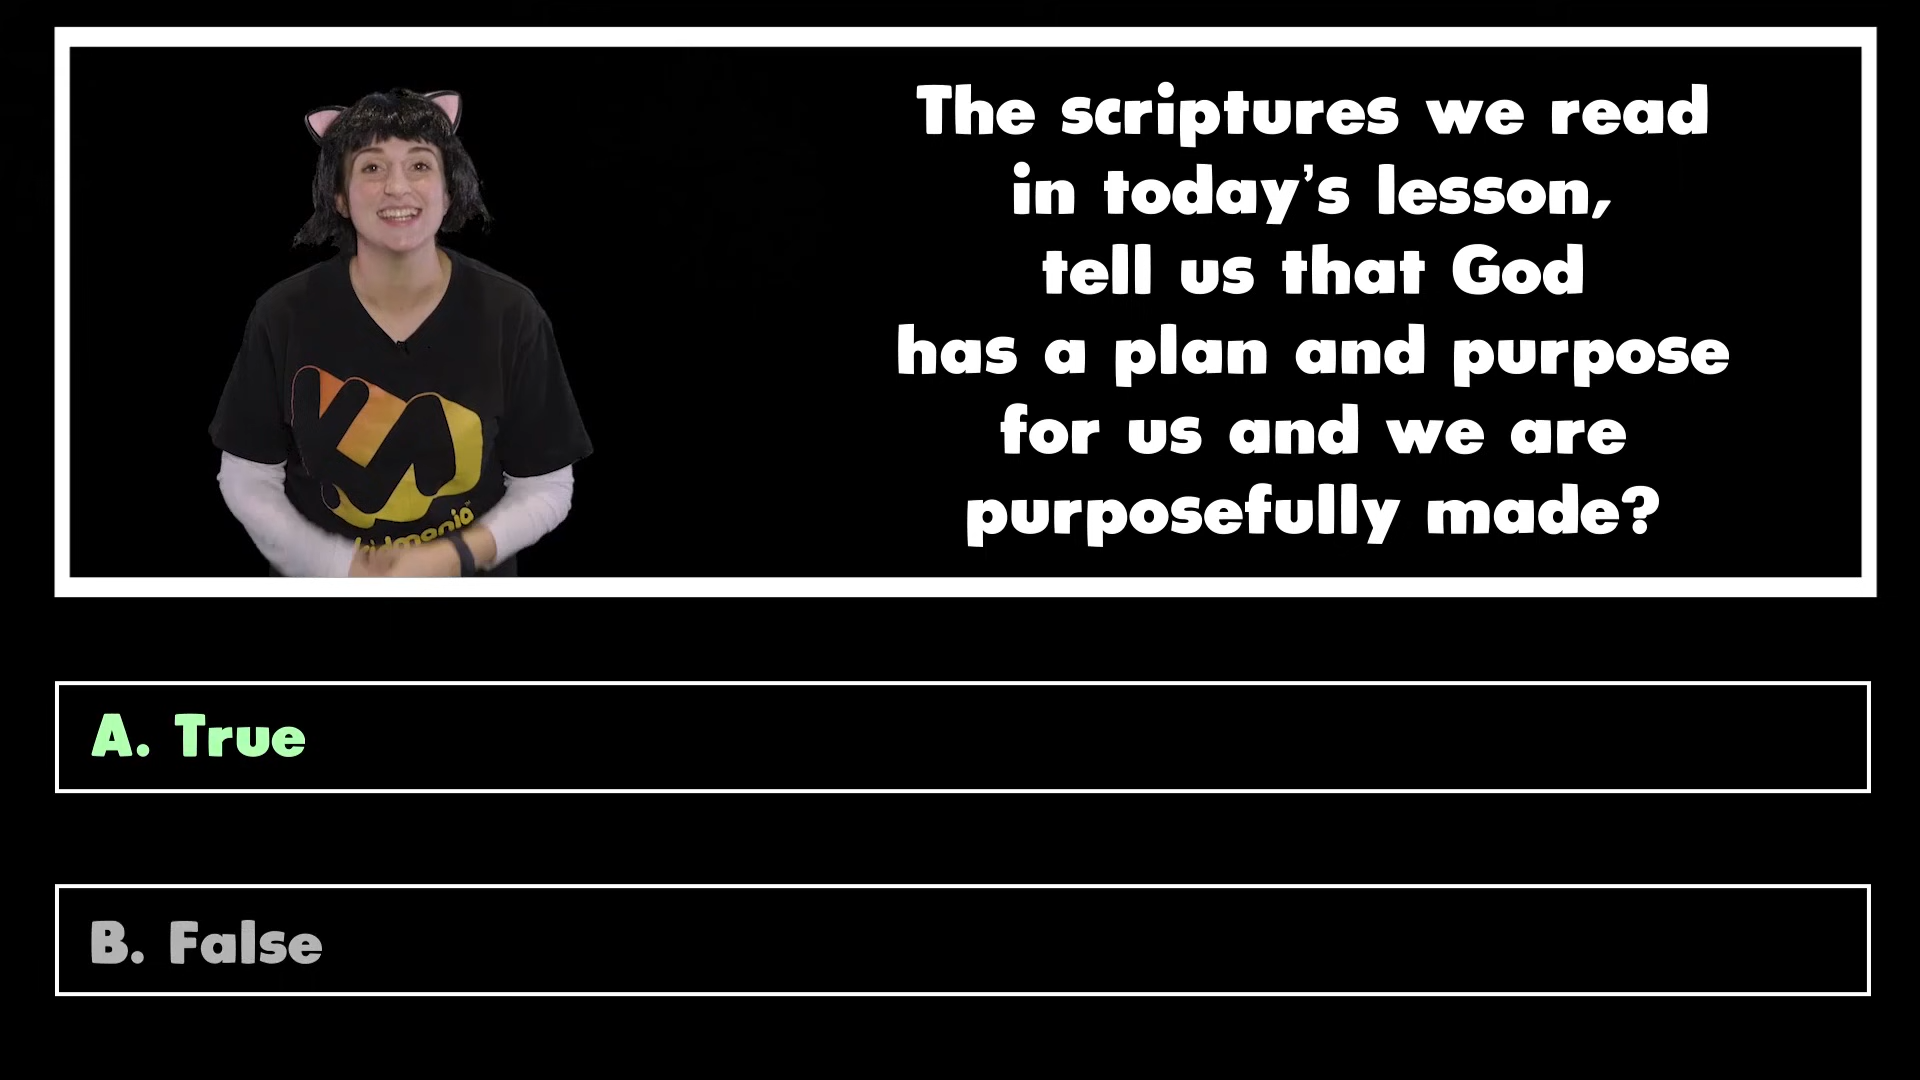 The scriptures we read
in today's lesson,
tell us that God
has a plan and purpose
for us and we are
purposefully made?
kidmania™
A. True
B. False